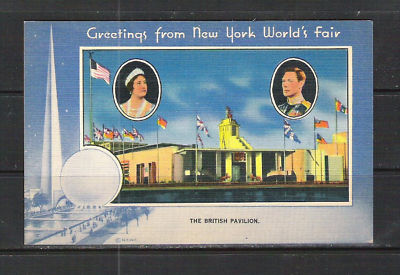 Greetings from New York World's Fair
THE BRITISH PAVILION.